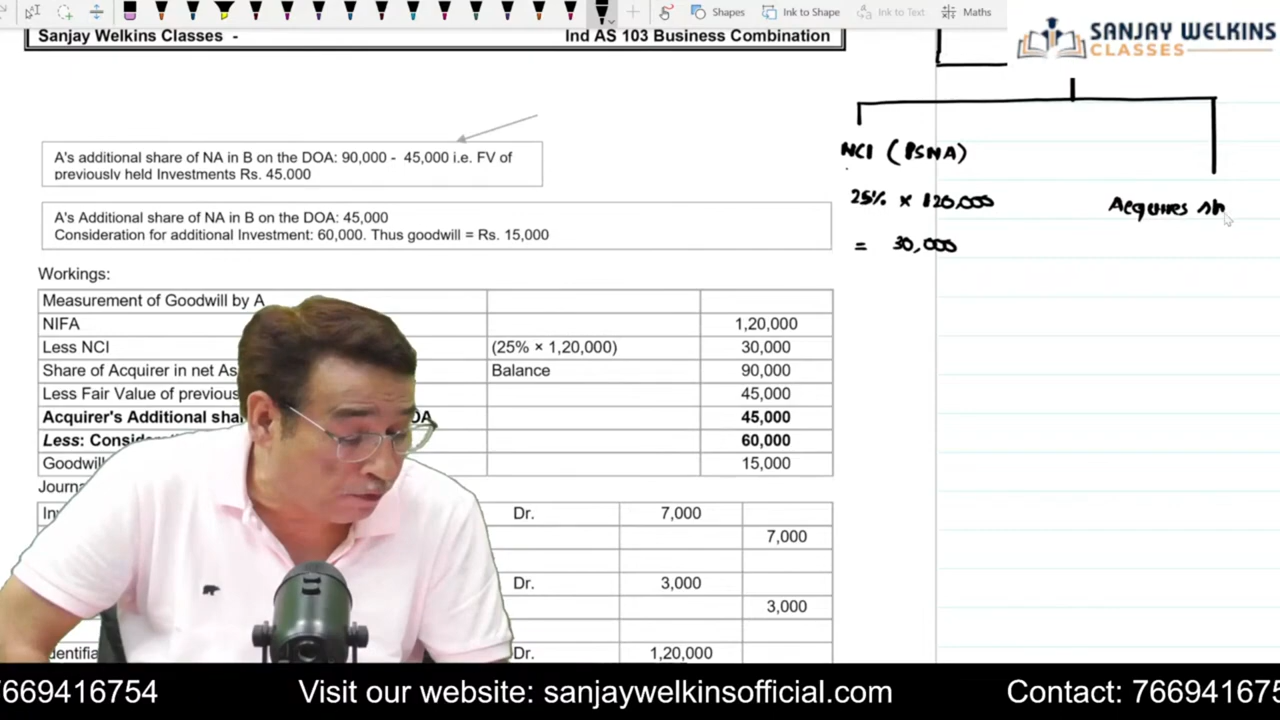 Shapes
Ink to Shape
Ink to Text
Maths
Sanjay Welkins Classes -
Ind AS 103 Business Combination
SANJAY WELKINS
CLASSES
A's additional share of NA in B on the DOA: 90,000 - 45,000 i.e. FV of
previously held Investments Rs. 45.000
A's Additional share of NA in B on the DOA: 45,000
Consideration for additional Investment: 60,000. Thus goodwill = Rs. 15,000
NCI (PSNA)
25% × 120,000
= 30,000
Acquires sh
Workings:
Measurement of Goodwill by A
NIFA 1,20,000
Less NCI (25% × 1,20,000) 30,000
Share of Acquirer in net As Balance 90,000
Less Fair Value of previous 45,000
Acquirer's Additional sha OA 45,000
Less: Consid 60,000
Goodwill 15,000
Journa
In Dr. 7,000
7,000
Dr. 3,000
3,000
dentifia Dr. 1,20,000
7669416754 Visit our website: sanjaywelkinsofficial.com Contact: 766941675